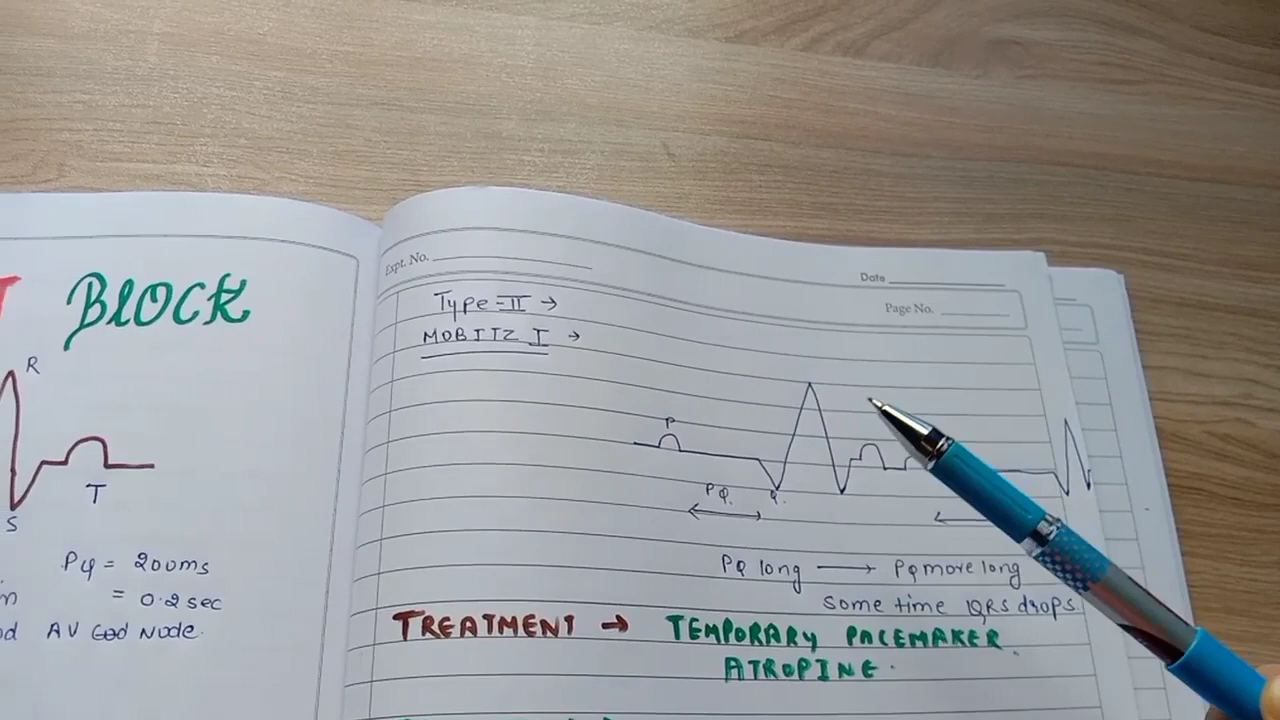 BLOCK
R
T
S
PQ = 200ms
= 0.2 sec
AV God Node.
Expt. No.
Date
Page No.
Type-II →
MOBITZ I →
P
PQ. Q.
PQ long → PQ more long
some time QRS drops.
TREATMENT → TEMPORARY PACEMAKER.
ATROPINE.